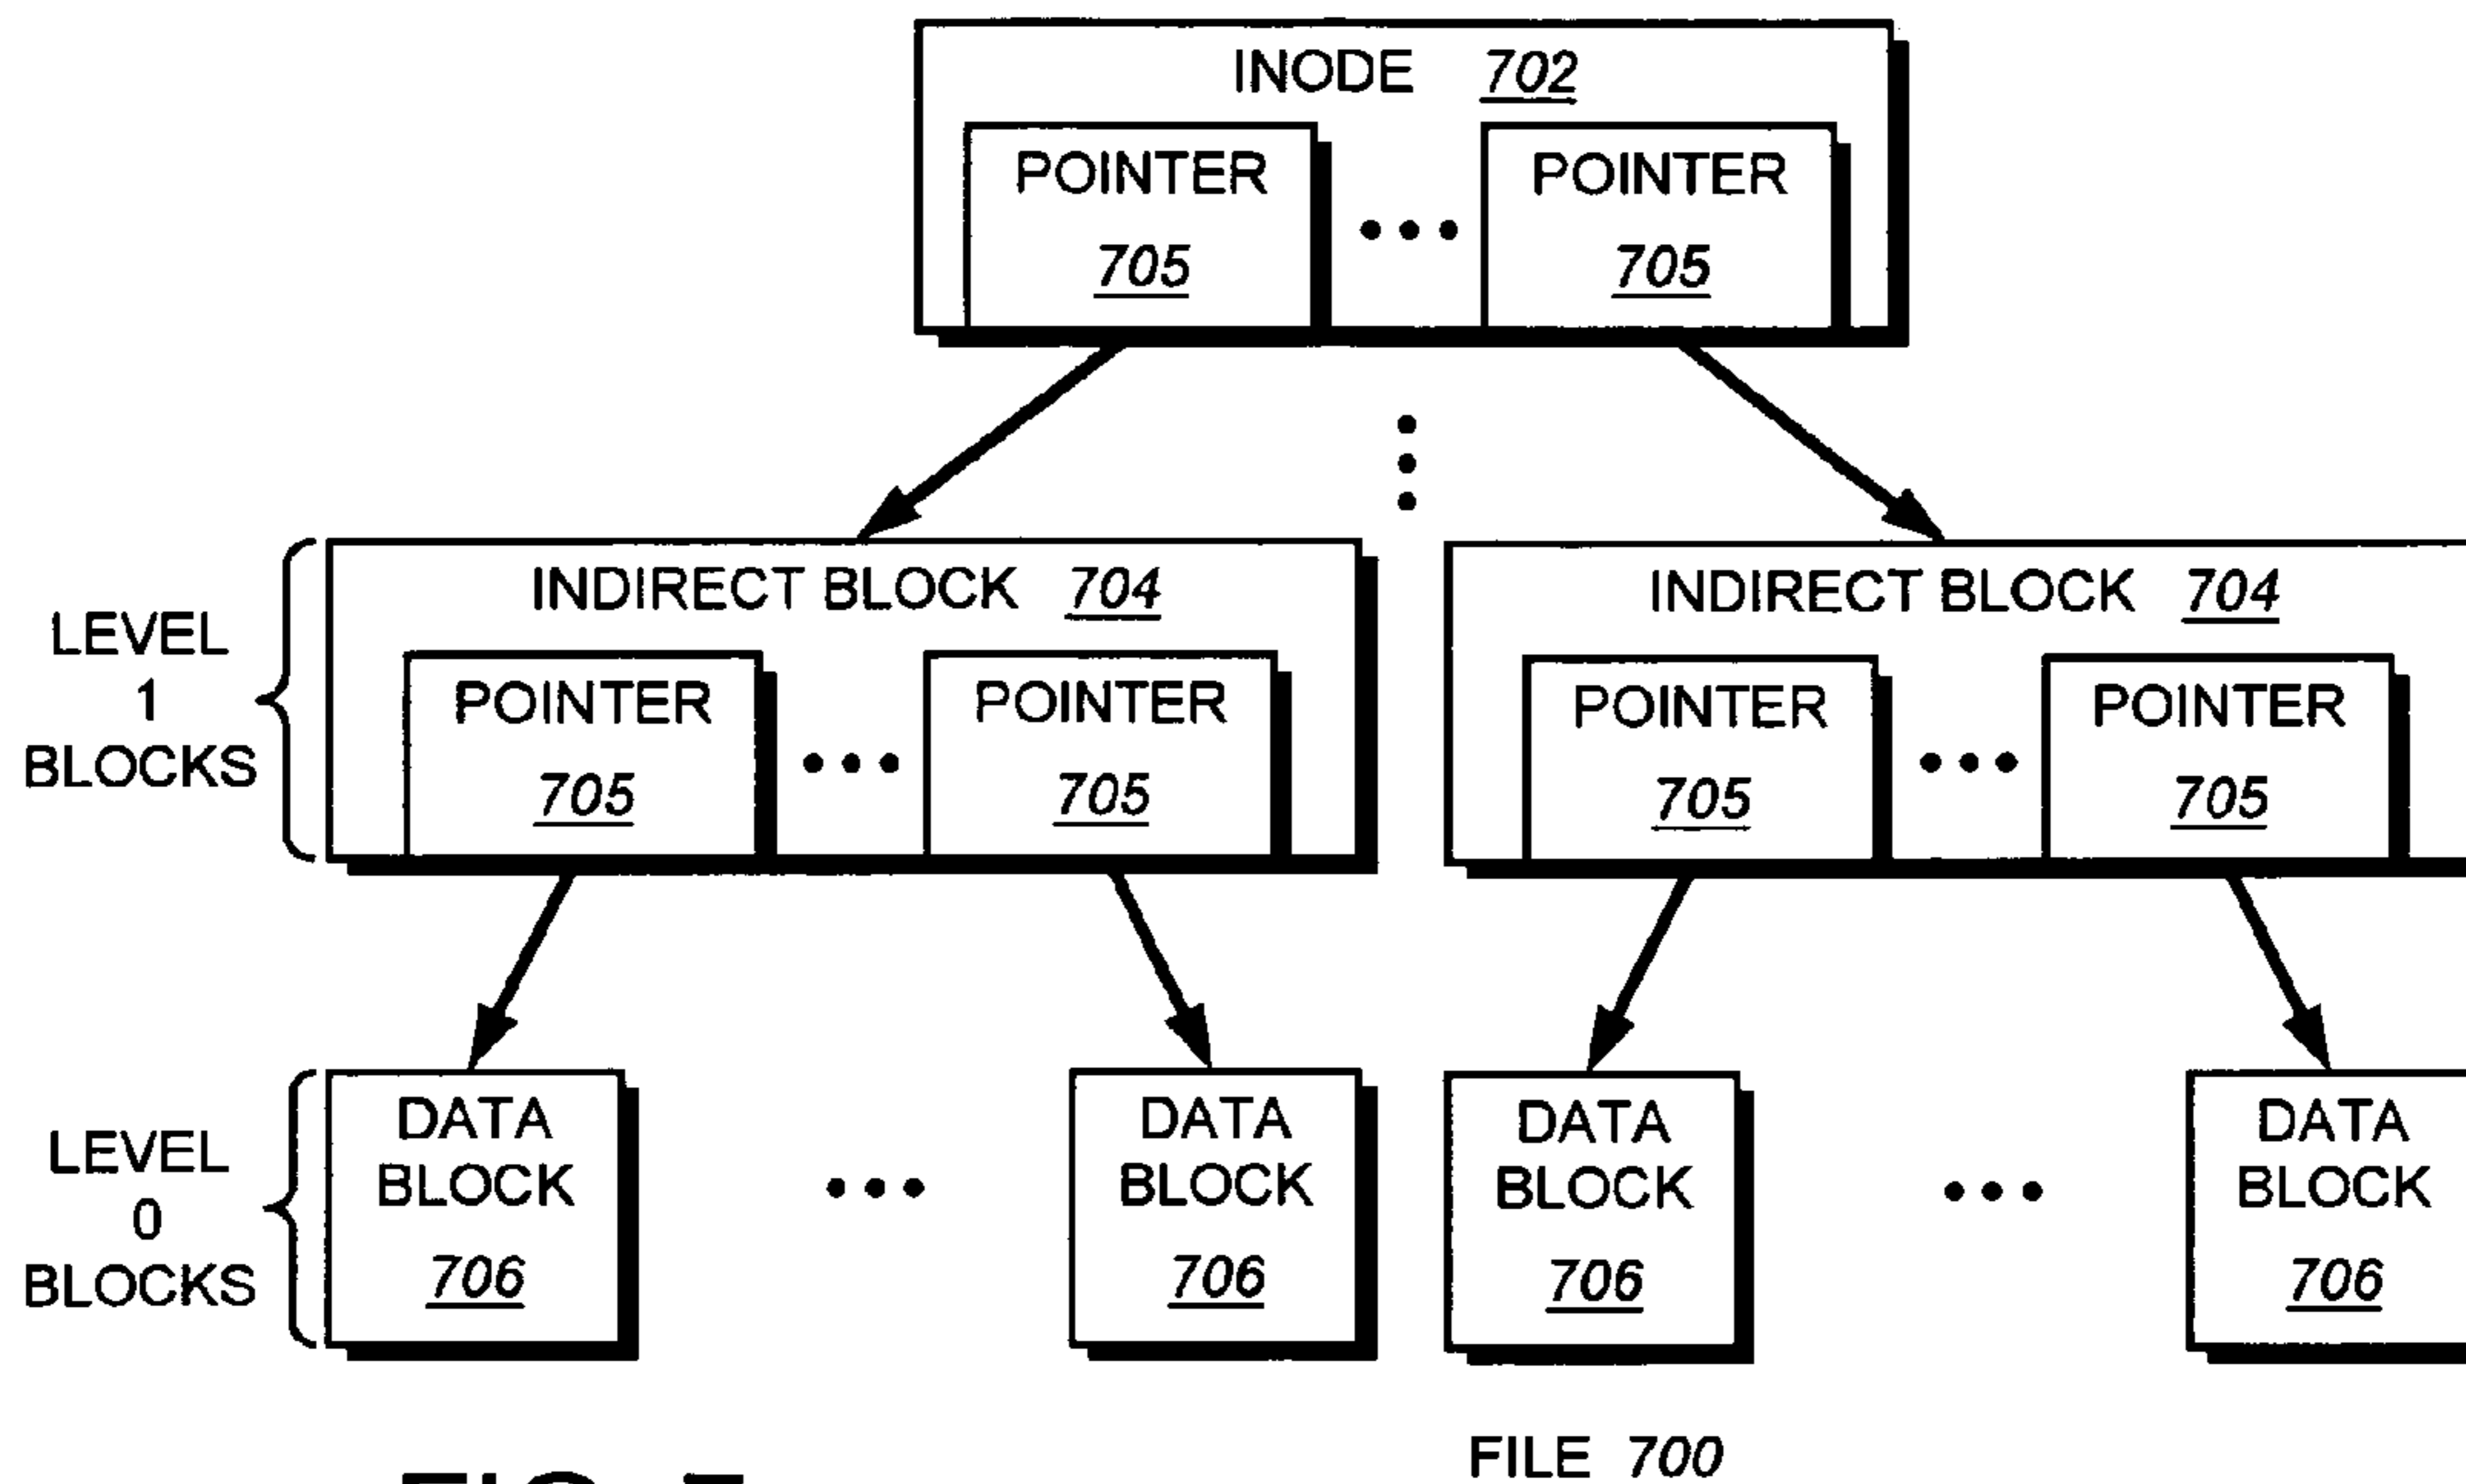 INODE 702
POINTER POINTER
705 ••• 705
INDIRECT BLOCK 704
INDIRECT BLOCK 704
LEVEL
1
BLOCKS
POINTER POINTER
705 ••• 705
POINTER POINTER
705 ••• 705
LEVEL
0
BLOCKS
DATA
BLOCK
706
DATA
BLOCK
706
DATA
BLOCK
706
DATA
BLOCK
706
FILE 700